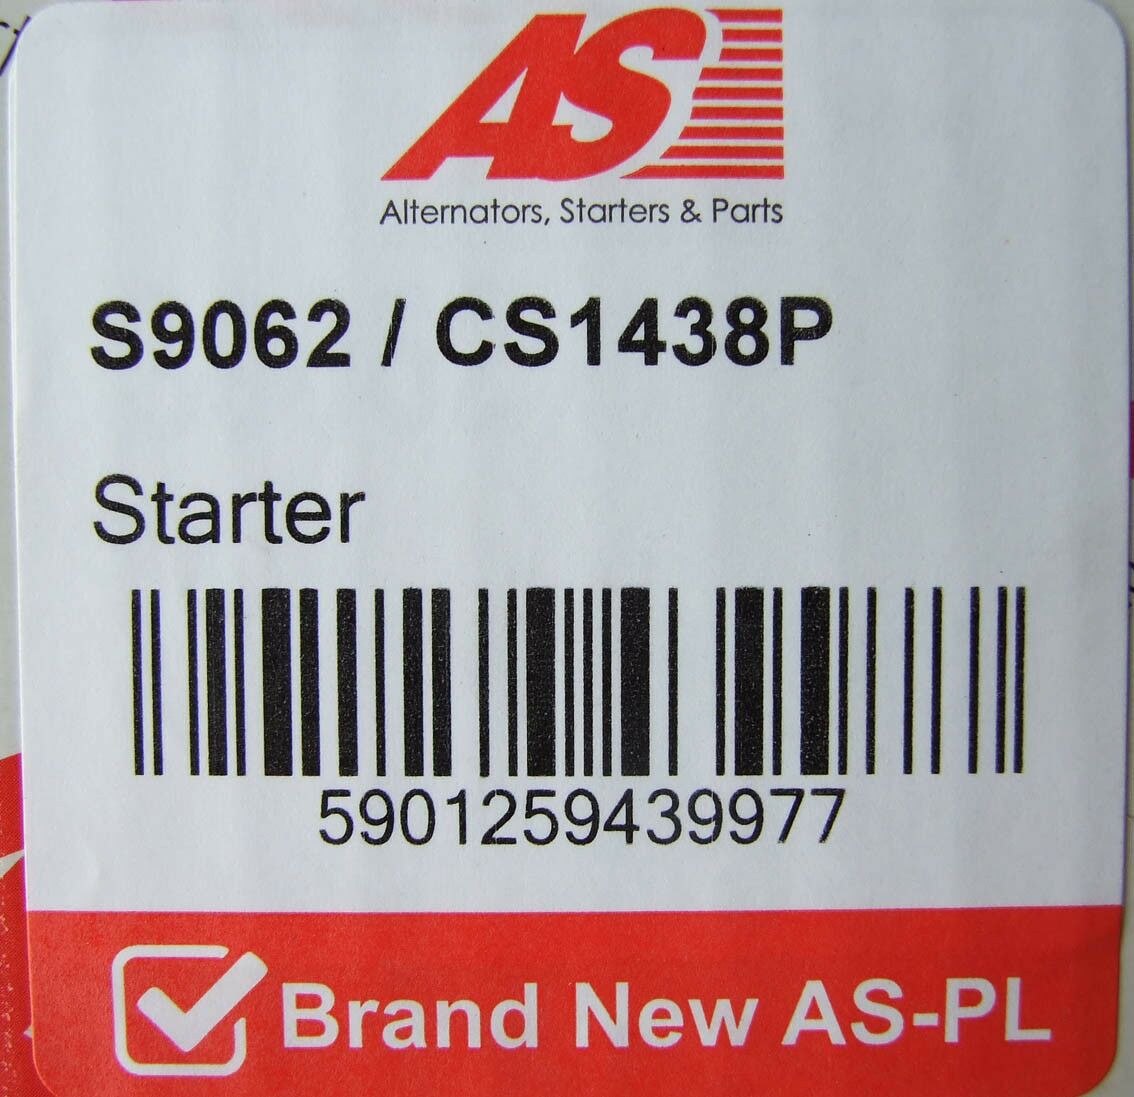 AS
Alternators, Starters & Parts
S9062 / CS1438P
Starter
5901259439977
Brand New AS-PL